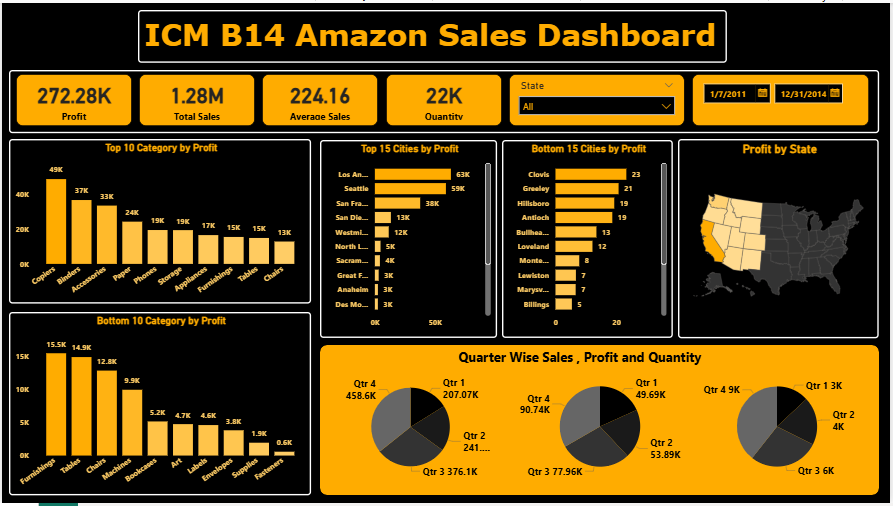 ICM B14 Amazon Sales Dashboard
272.28K
Profit
1.28M
Total Sales
224.16
Average Sales
22K
Quantity
State
All
1/7/2011
12/31/2014
Top 10 Category by Profit
40K
20K
0K
49K
37K
33K
24K
19K
19K
17K
15K
15K
13K
Copiers
Binders
Accessories
Paper
Phones
Storage
Appliances
Furnishings
Tables
Chairs
Top 15 Cities by Profit
Los An... 63K
Seattle 59K
San Fra... 38K
San Die... 13K
Westmi... 12K
North L... 5K
Sacram... 4K
Great F... 3K
Anaheim 3K
Des Mo... 3K
0K 50K
Bottom 15 Cities by Profit
Clovis 23
Greeley 21
Hillsboro 19
Antioch 19
Bullhea... 13
Loveland 12
Monte... 8
Lewiston 7
Marysv... 7
Billings 5
0 20
Profit by State
Bottom 10 Category by Profit
15K
10K
5K
0K
15.5K
14.9K
12.8K
9.9K
5.2K
4.7K
4.6K
3.8K
1.9K
0.6K
Furnishings
Tables
Chairs
Machines
Bookcases
Art
Labels
Envelopes
Supplies
Fasteners
Quarter Wise Sales , Profit and Quantity
Qtr 4
458.6K
Qtr 1
207.07K
Qtr 2
241....
Qtr 3 376.1K
Qtr 4
90.74K
Qtr 1
49.69K
Qtr 2
53.89K
Qtr 3 77.96K
Qtr 4 9K
Qtr 1 3K
Qtr 2
4K
Qtr 3 6K